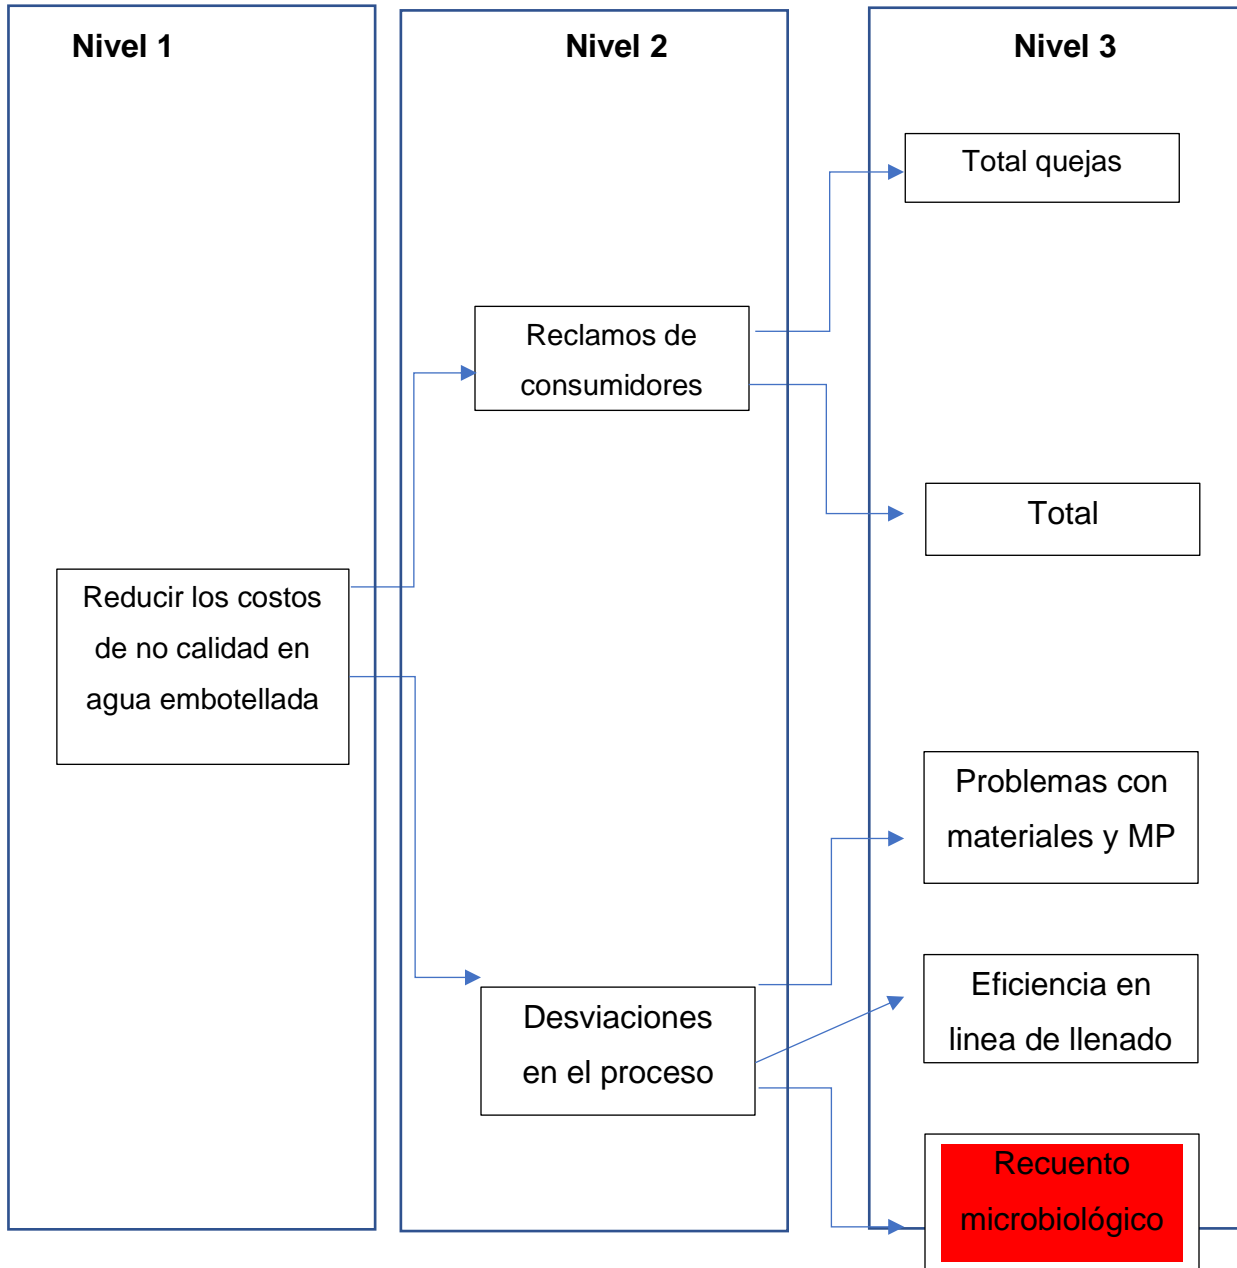 Nivel 1
Nivel 2
Nivel 3
Total quejas
Reclamos de
consumidores
Total
Reducir los costos
de no calidad en
agua embotellada
Problemas con
materiales y MP
Eficiencia en
linea de llenado
Desviaciones
en el proceso
Recuento
microbiológico